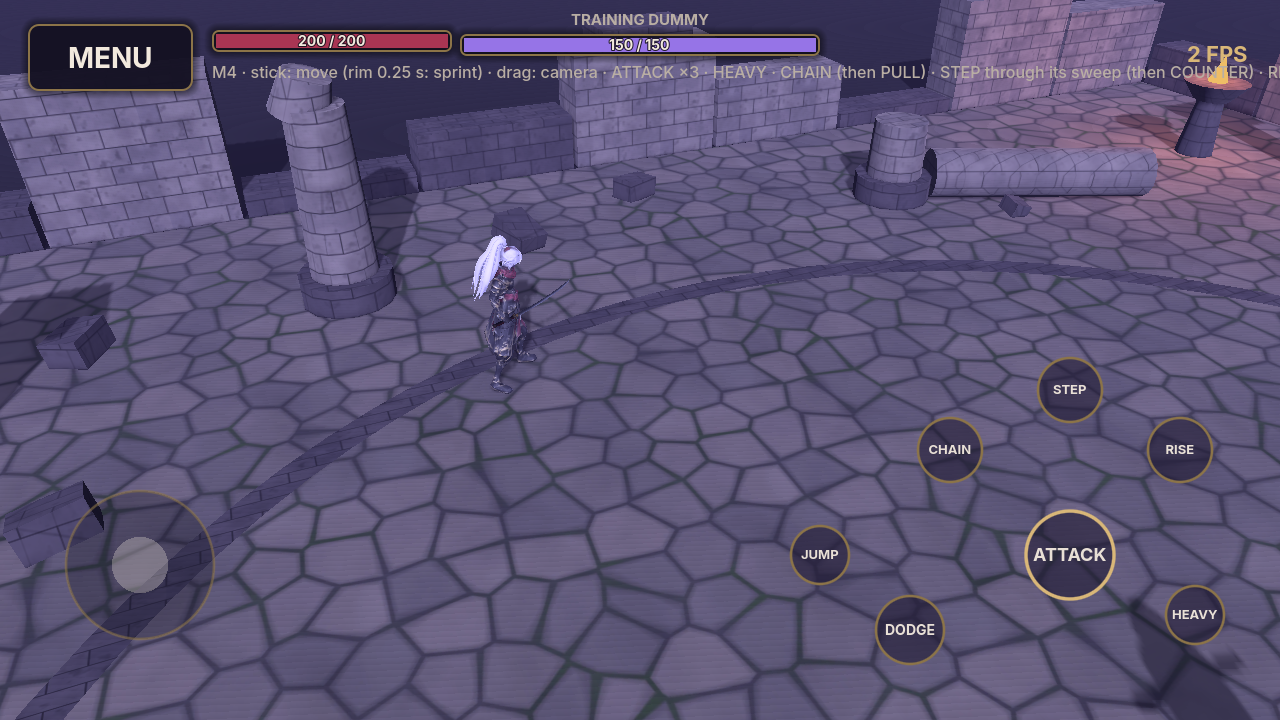 TRAINING DUMMY
MENU
200 / 200
150 / 150
2 FPS
M4 · stick: move (rim 0.25 s: sprint) · drag: camera · ATTACK ×3 · HEAVY · CHAIN (then PULL) · STEP through its sweep (then COUNTER) ·
STEP
CHAIN
RISE
JUMP
ATTACK
DODGE
HEAVY